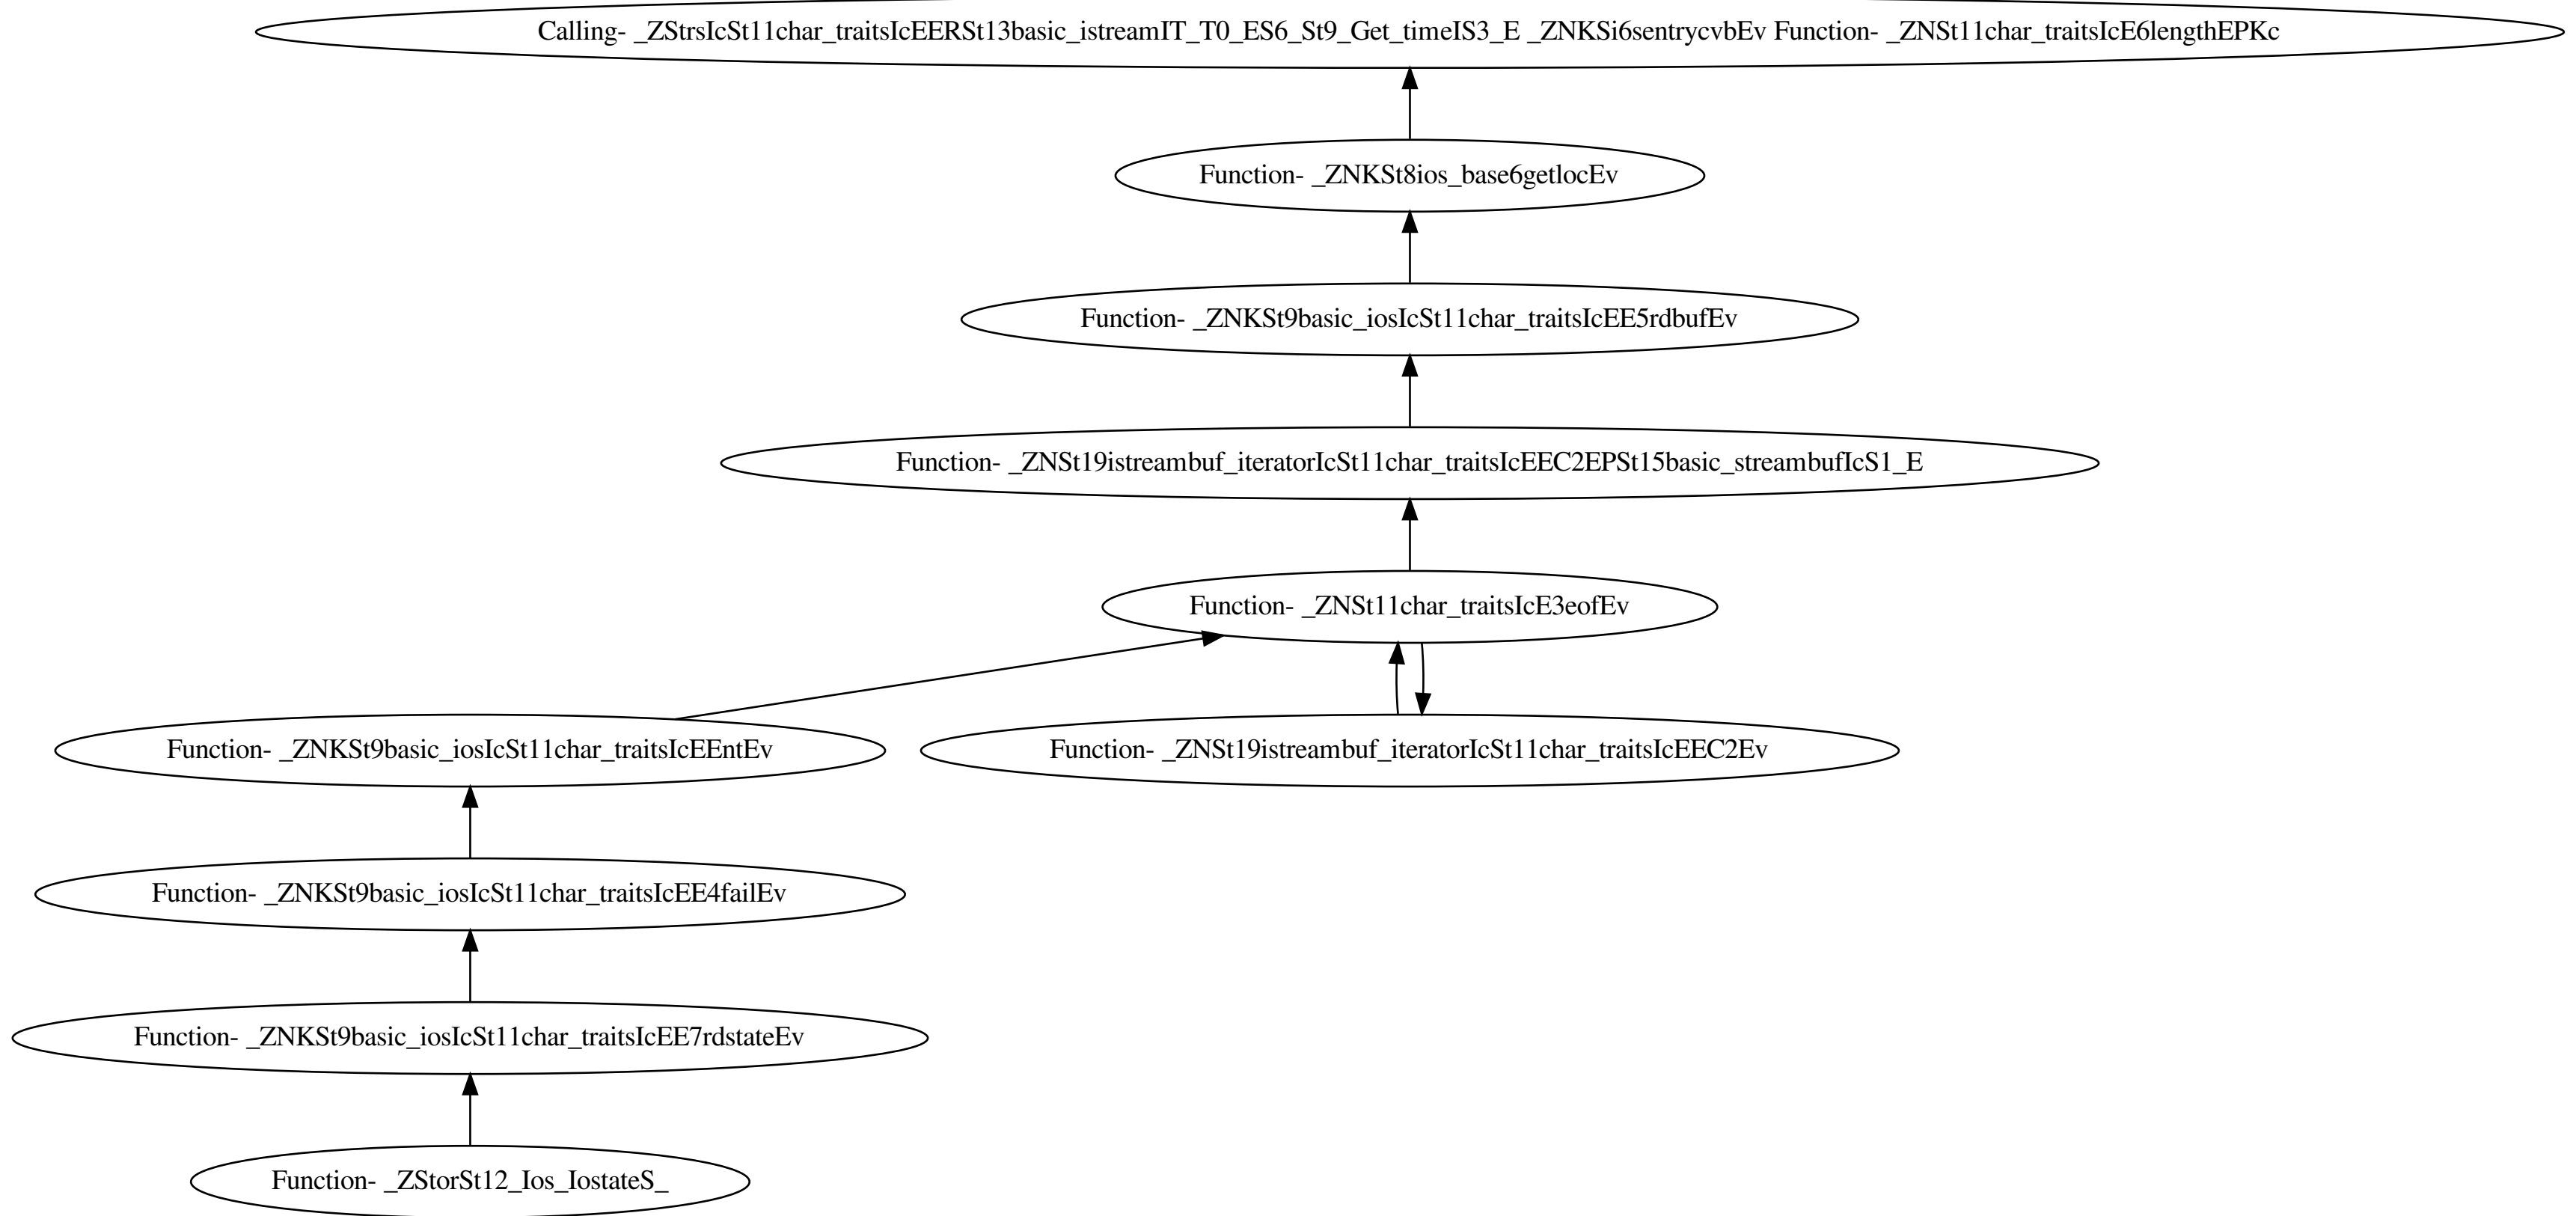 Calling- _ZStrsIcSt11char_traitsIcEERSt13basic_istreamIT_T0_ES6_St9_Get_timeIS3_E _ZNKSi6sentrycvbEv Function- _ZNSt11char_traitsIcE6lengthEPKc
Function- _ZNKSt8ios_base6getlocEv
Function- _ZNKSt9basic_iosIcSt11char_traitsIcEE5rdbufEv
Function- _ZNSt19istreambuf_iteratorIcSt11char_traitsIcEEC2EPSt15basic_streambufIcS1_E
Function- _ZNSt11char_traitsIcE3eofEv
Function- _ZNKSt9basic_iosIcSt11char_traitsIcEEntEv
Function- _ZNSt19istreambuf_iteratorIcSt11char_traitsIcEEC2Ev
Function- _ZNKSt9basic_iosIcSt11char_traitsIcEE4failEv
Function- _ZNKSt9basic_iosIcSt11char_traitsIcEE7rdstateEv
Function- _ZStorSt12_Ios_IostateS_